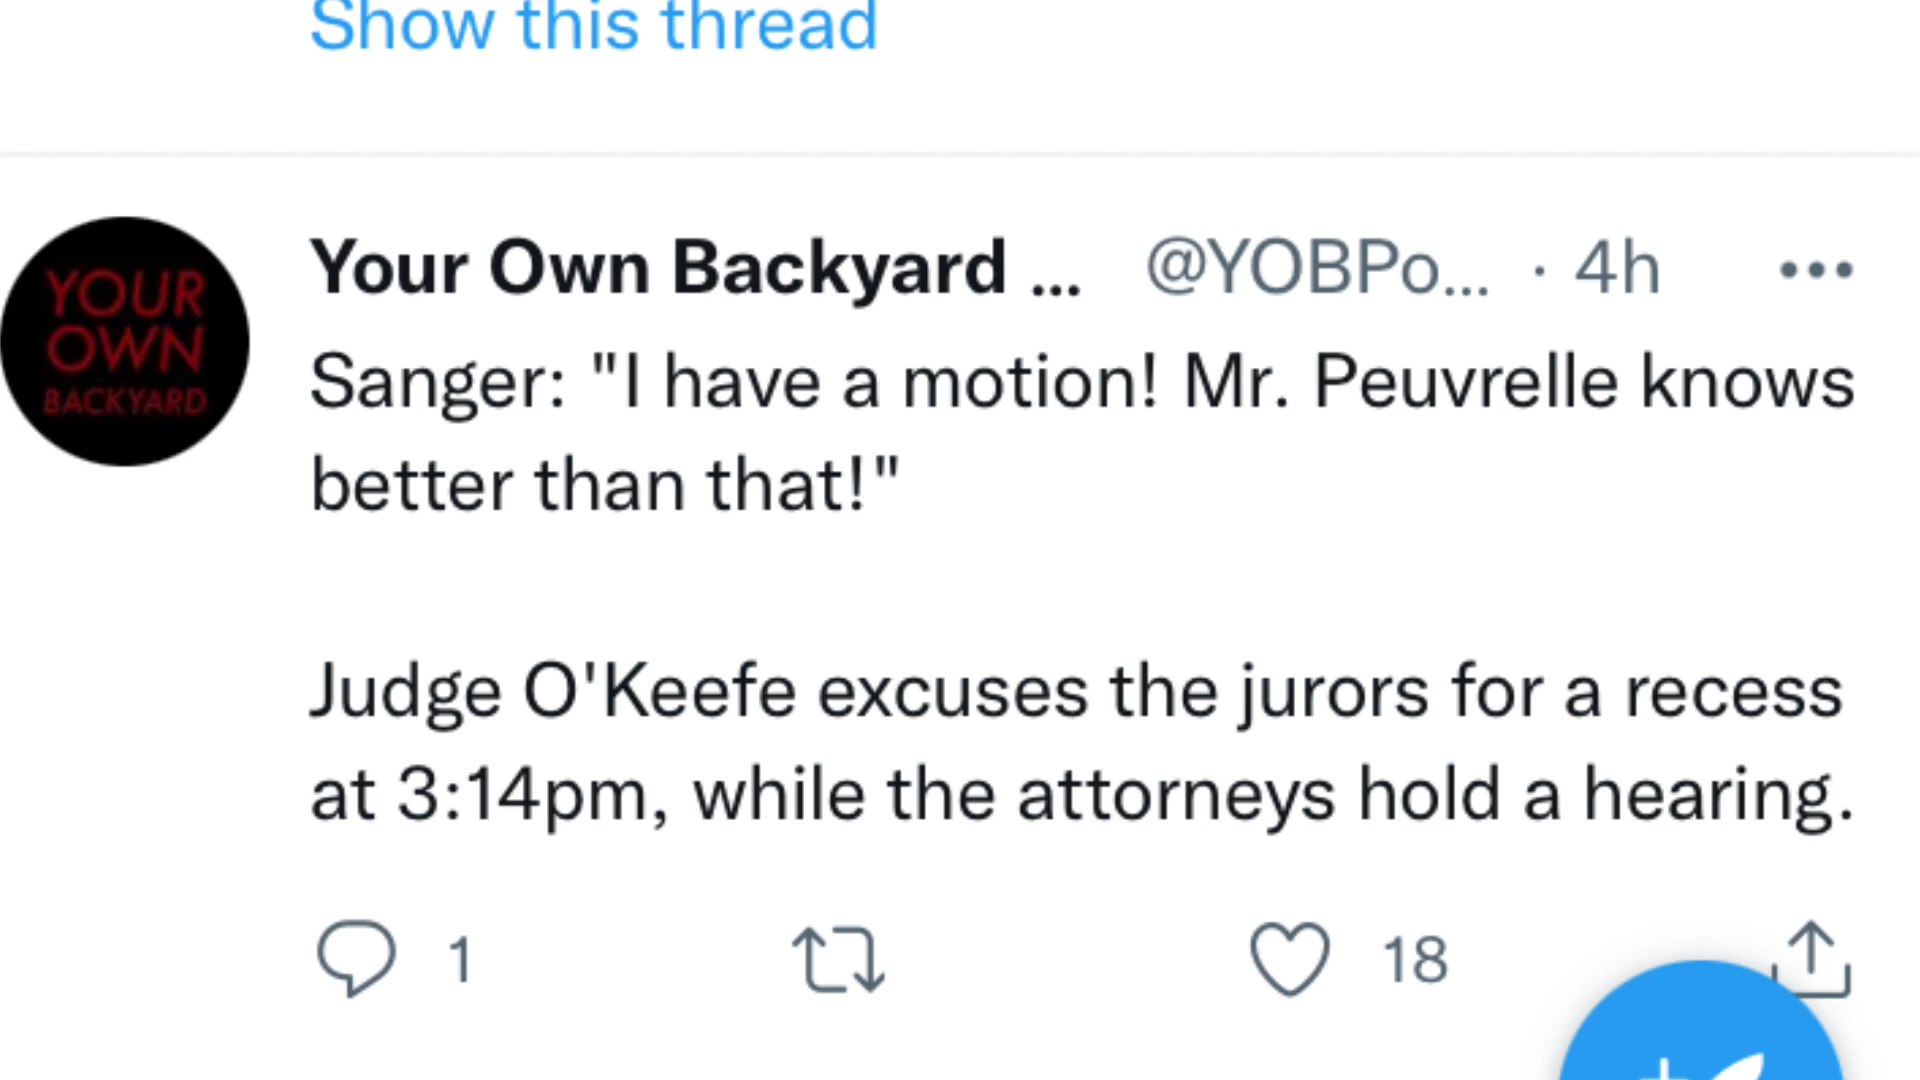 Show this thread
YOUR
OWN
BACKYARD
Your Own Backyard ... @YOBPo... · 4h
Sanger: "I have a motion! Mr. Peuvrelle knows
better than that!"
Judge O'Keefe excuses the jurors for a recess
at 3:14pm, while the attorneys hold a hearing.
1 18